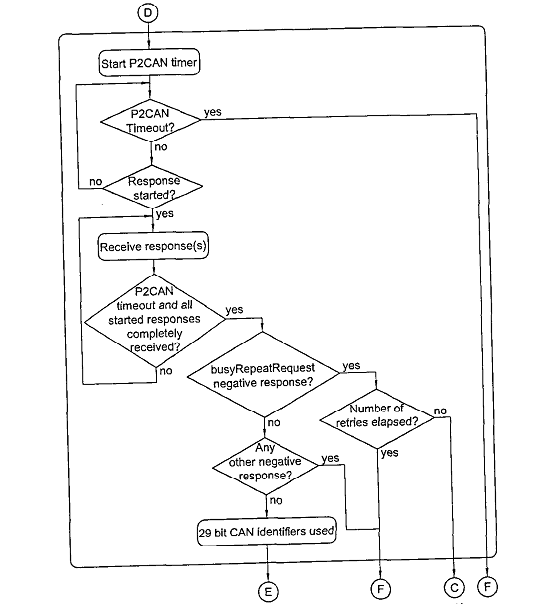 D
Start P2CAN timer
P2CAN
Timeout?
yes
no
Response
started?
no
yes
Receive response(s)
P2CAN
timeout and all
started responses
completely
received?
yes
no
busyRepeatRequest
negative response?
yes
no
Number of
retries elapsed?
no
yes
Any
other negative
response?
yes
no
29 bit CAN identifiers used
E
F
C
F